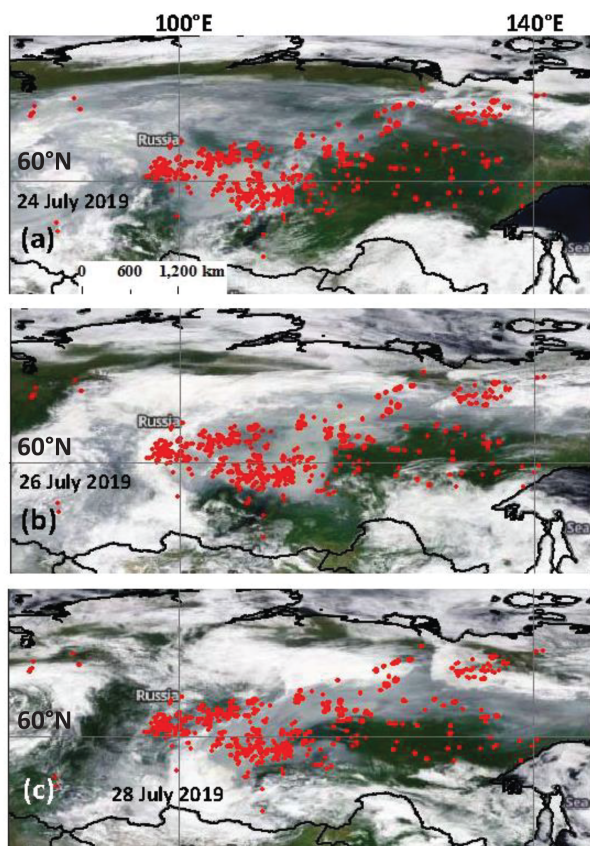 100°E 140°E
Russia
60°N
24 July 2019
(a)
Sea
0 600 1,200 km
Russia
60°N
26 July 2019
(b)
Sea
Russia
60°N
(c)
28 July 2019
Sea